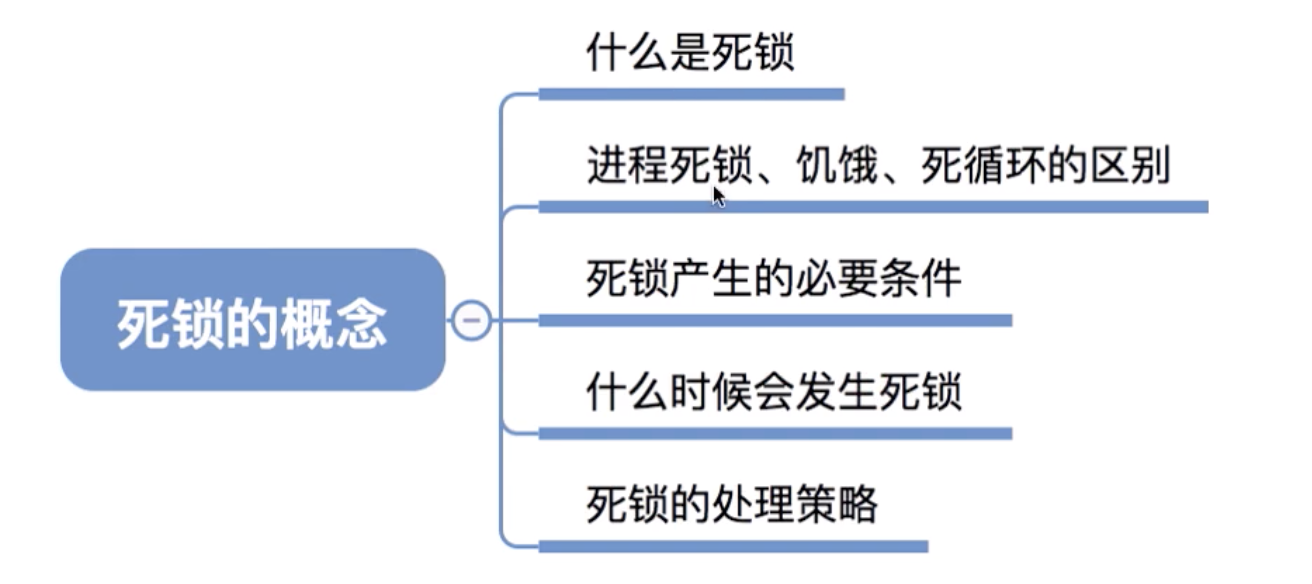 什么是死锁
进程死锁、饥饿、死循环的区别
死锁产生的必要条件
死锁的概念
什么时候会发生死锁
死锁的处理策略